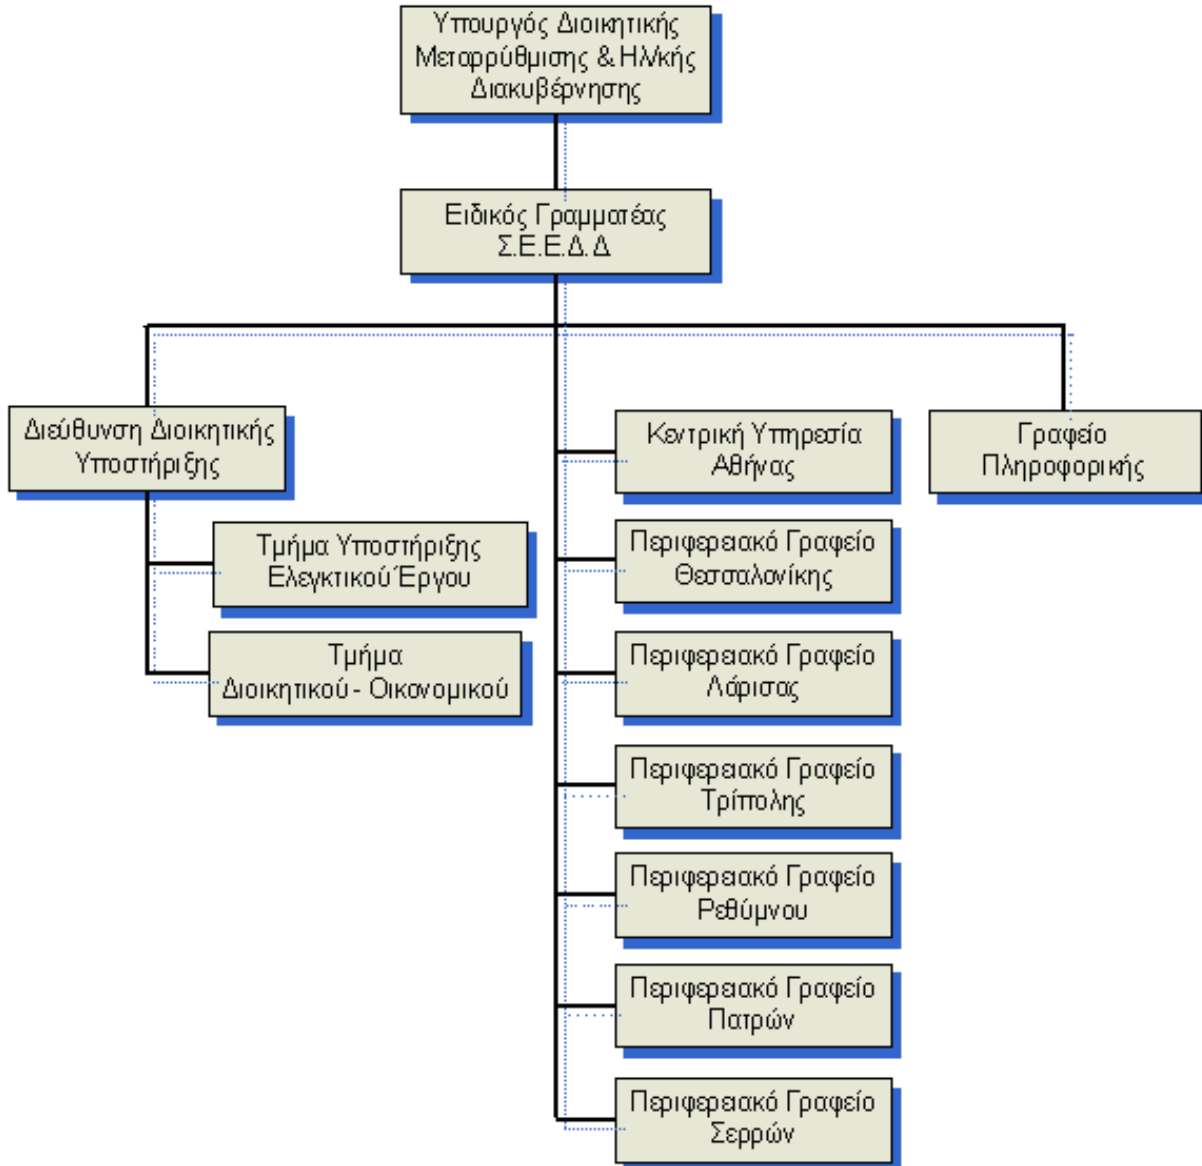 Υπουργός Διοικητικής
Μεταρρύθμισης & Ηλ/κής
Διακυβέρνησης
Ειδικός Γραμματέας
Σ.Ε.Ε.Δ.Δ
Διεύθυνση Διοικητικής
Υποστήριξης
Τμήμα Υποστήριξης
Ελεγκτικού Έργου
Τμήμα
Διοικητικού - Οικονομικού
Κεντρική Υπηρεσία
Αθήνας
Περιφερειακό Γραφείο
Θεσσαλονίκης
Περιφερειακό Γραφείο
Λάρισας
Περιφερειακό Γραφείο
Τρίπολης
Περιφερειακό Γραφείο
Ρεθύμνου
Περιφερειακό Γραφείο
Πατρών
Περιφερειακό Γραφείο
Σερρών
Γραφείο
Πληροφορικής